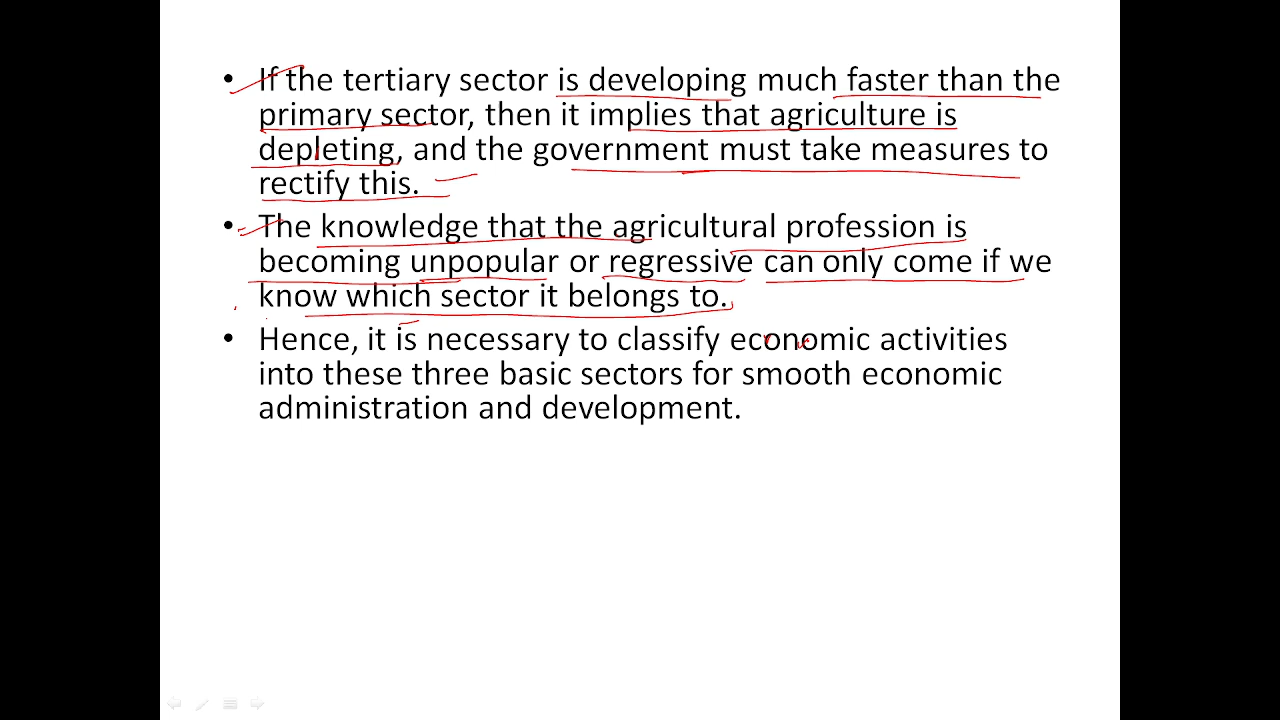 • If the tertiary sector is developing much faster than the
primary sector, then it implies that agriculture is
depleting, and the government must take measures to
rectify this.
• The knowledge that the agricultural profession is
becoming unpopular or regressive can only come if we
know which sector it belongs to.
• Hence, it is necessary to classify economic activities
into these three basic sectors for smooth economic
administration and development.